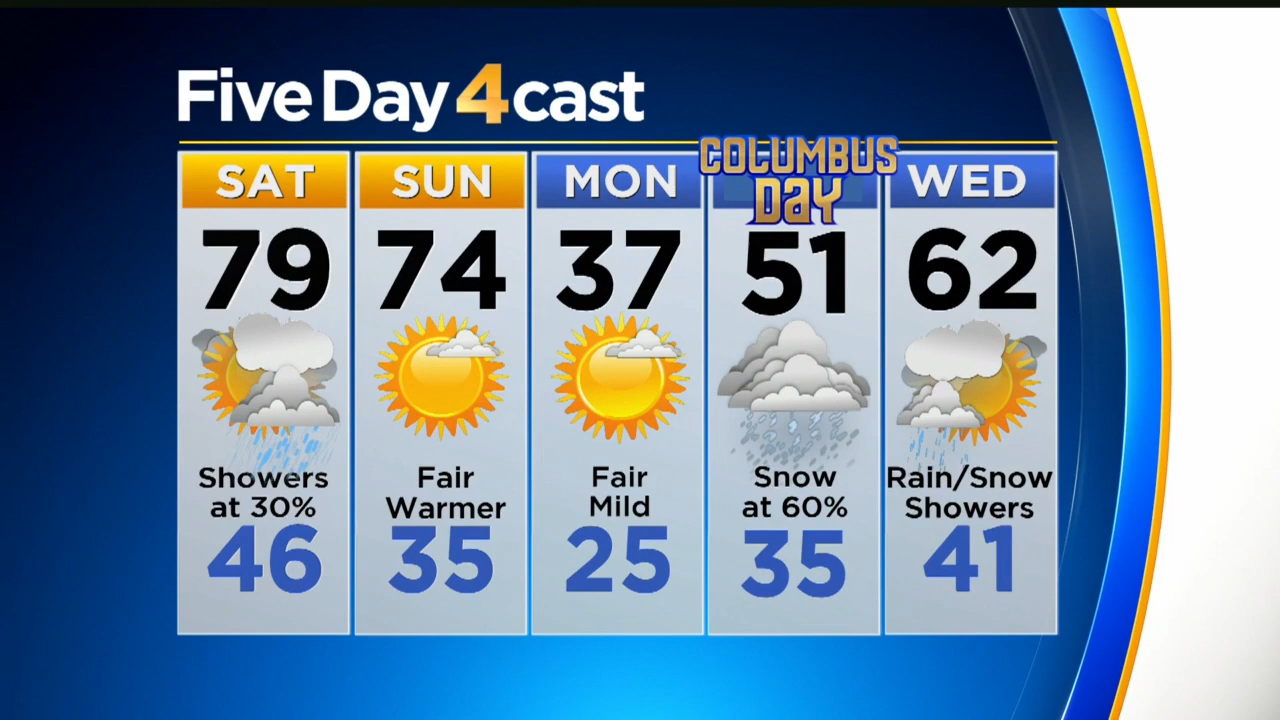 Five Day 4cast
SAT
SUN
MON
COLUMBUS
DAY
WED
79
74
37
51
62
Showers
at 30%
Fair
Warmer
Fair
Mild
Snow
at 60%
Rain/Snow
Showers
46
35
25
35
41